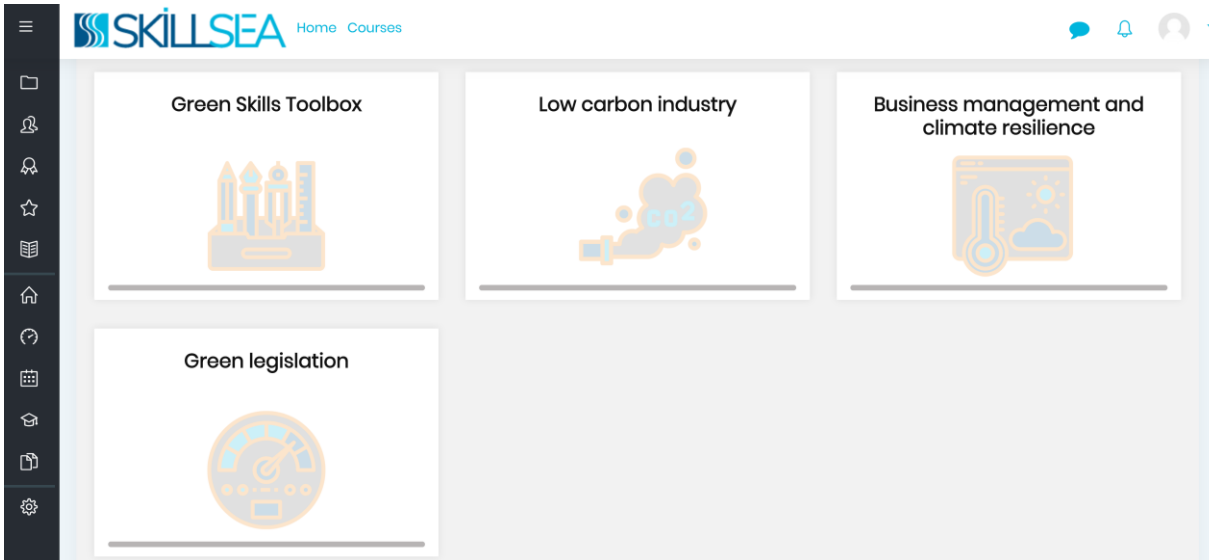 SKILLSEA Home Courses
Green Skills Toolbox
Low carbon industry
CO2
Business management and
climate resilience
Green legislation